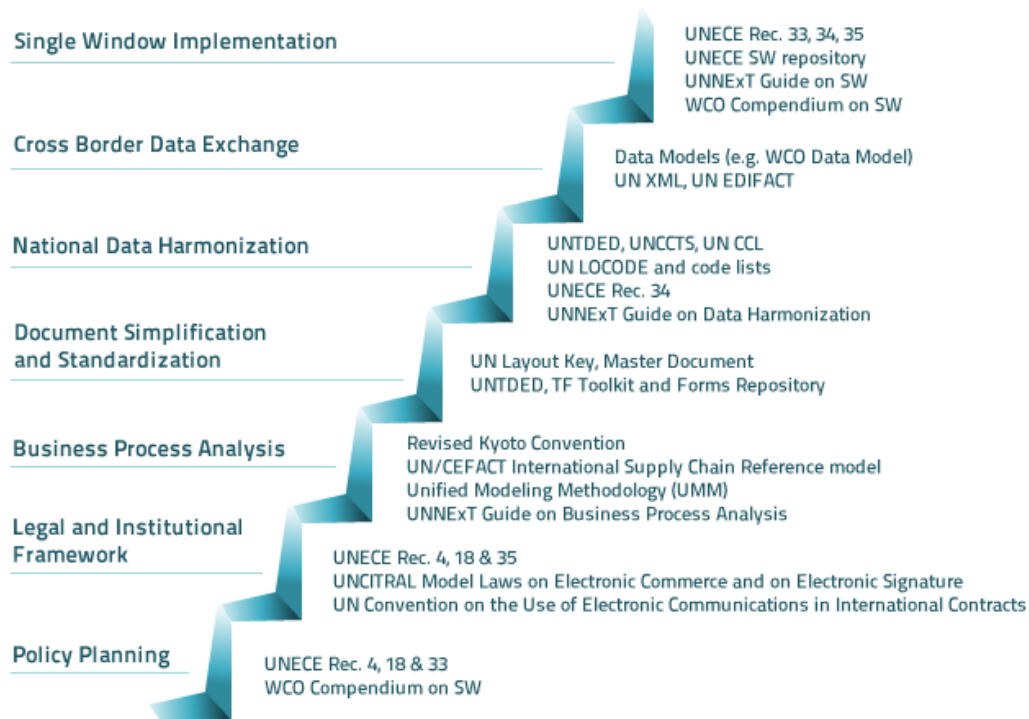 Single Window Implementation
UNECE Rec. 33, 34, 35
UNECE SW repository
UNNExT Guide on SW
WCO Compendium on SW
Cross Border Data Exchange
Data Models (e.g. WCO Data Model)
UN XML, UN EDIFACT
National Data Harmonization
UNTDED, UNCCTS, UN CCL
UN LOCODE and code lists
UNECE Rec. 34
UNNExT Guide on Data Harmonization
Document Simplification
and Standardization
UN Layout Key, Master Document
UNTDED, TF Toolkit and Forms Repository
Business Process Analysis
Revised Kyoto Convention
UN/CEFACT International Supply Chain Reference model
Unified Modeling Methodology (UMM)
UNNExT Guide on Business Process Analysis
Legal and Institutional
Framework
UNECE Rec. 4, 18 & 35
UNCITRAL Model Laws on Electronic Commerce and on Electronic Signature
UN Convention on the Use of Electronic Communications in International Contracts
Policy Planning
UNECE Rec. 4, 18 & 33
WCO Compendium on SW